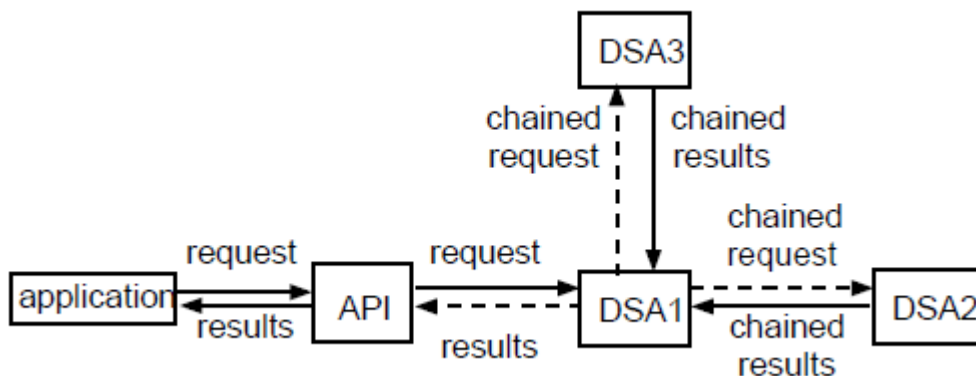 DSA3
chained
request
chained
results
chained
request
request
request
application
API
DSA1
DSA2
results
results
chained
results